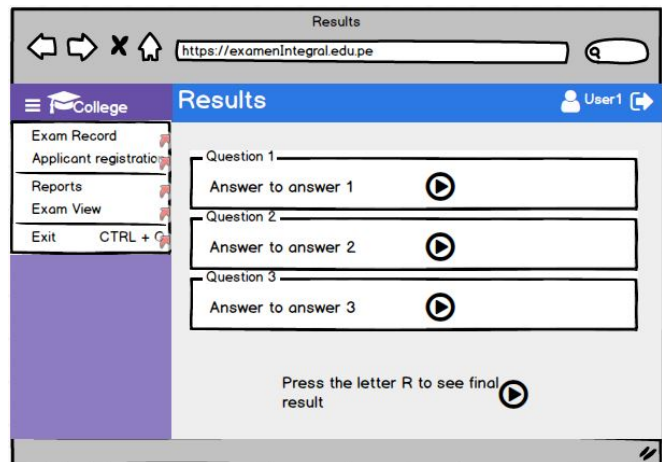 Results
https://examenIntegral.edu.pe
College
Results
User1
Exam Record
Applicant registration
Reports
Exam View
Exit CTRL +
Question 1
Answer to answer 1
Question 2
Answer to answer 2
Question 3
Answer to answer 3
Press the letter R to see final
result